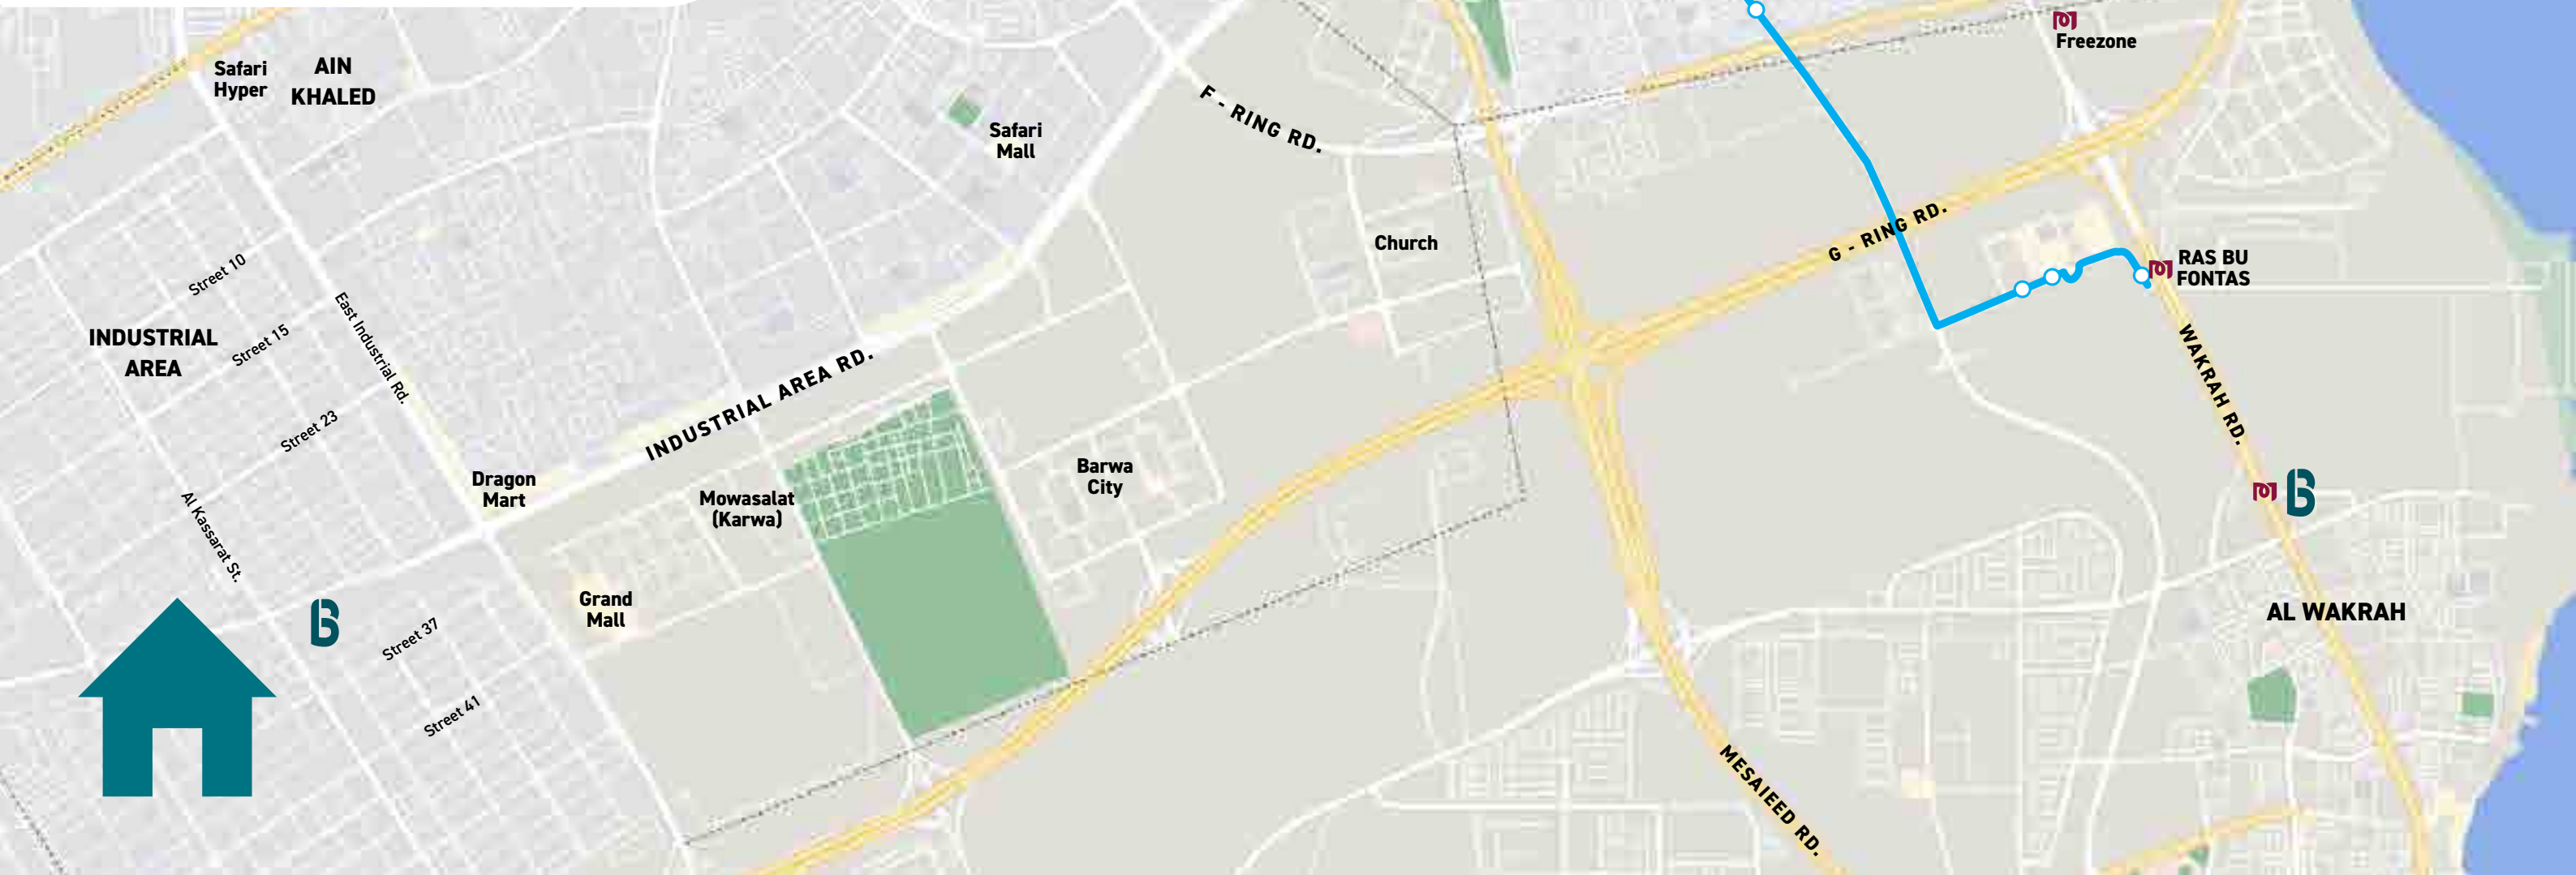 Freezone
Safari
Hyper
AIN
KHALED
F - RING RD.
Safari
Mall
Church
G - RING RD.
RAS BU
FONTAS
Street 10
East Industrial Rd.
INDUSTRIAL
AREA
Street 15
INDUSTRIAL AREA RD.
WAKRAH RD.
Street 23
Dragon
Mart
Mowasalat
(Karwa)
Barwa
City
B
Al Kassarat St.
Grand
Mall
B
Street 37
AL WAKRAH
Street 41
MESAIEED RD.